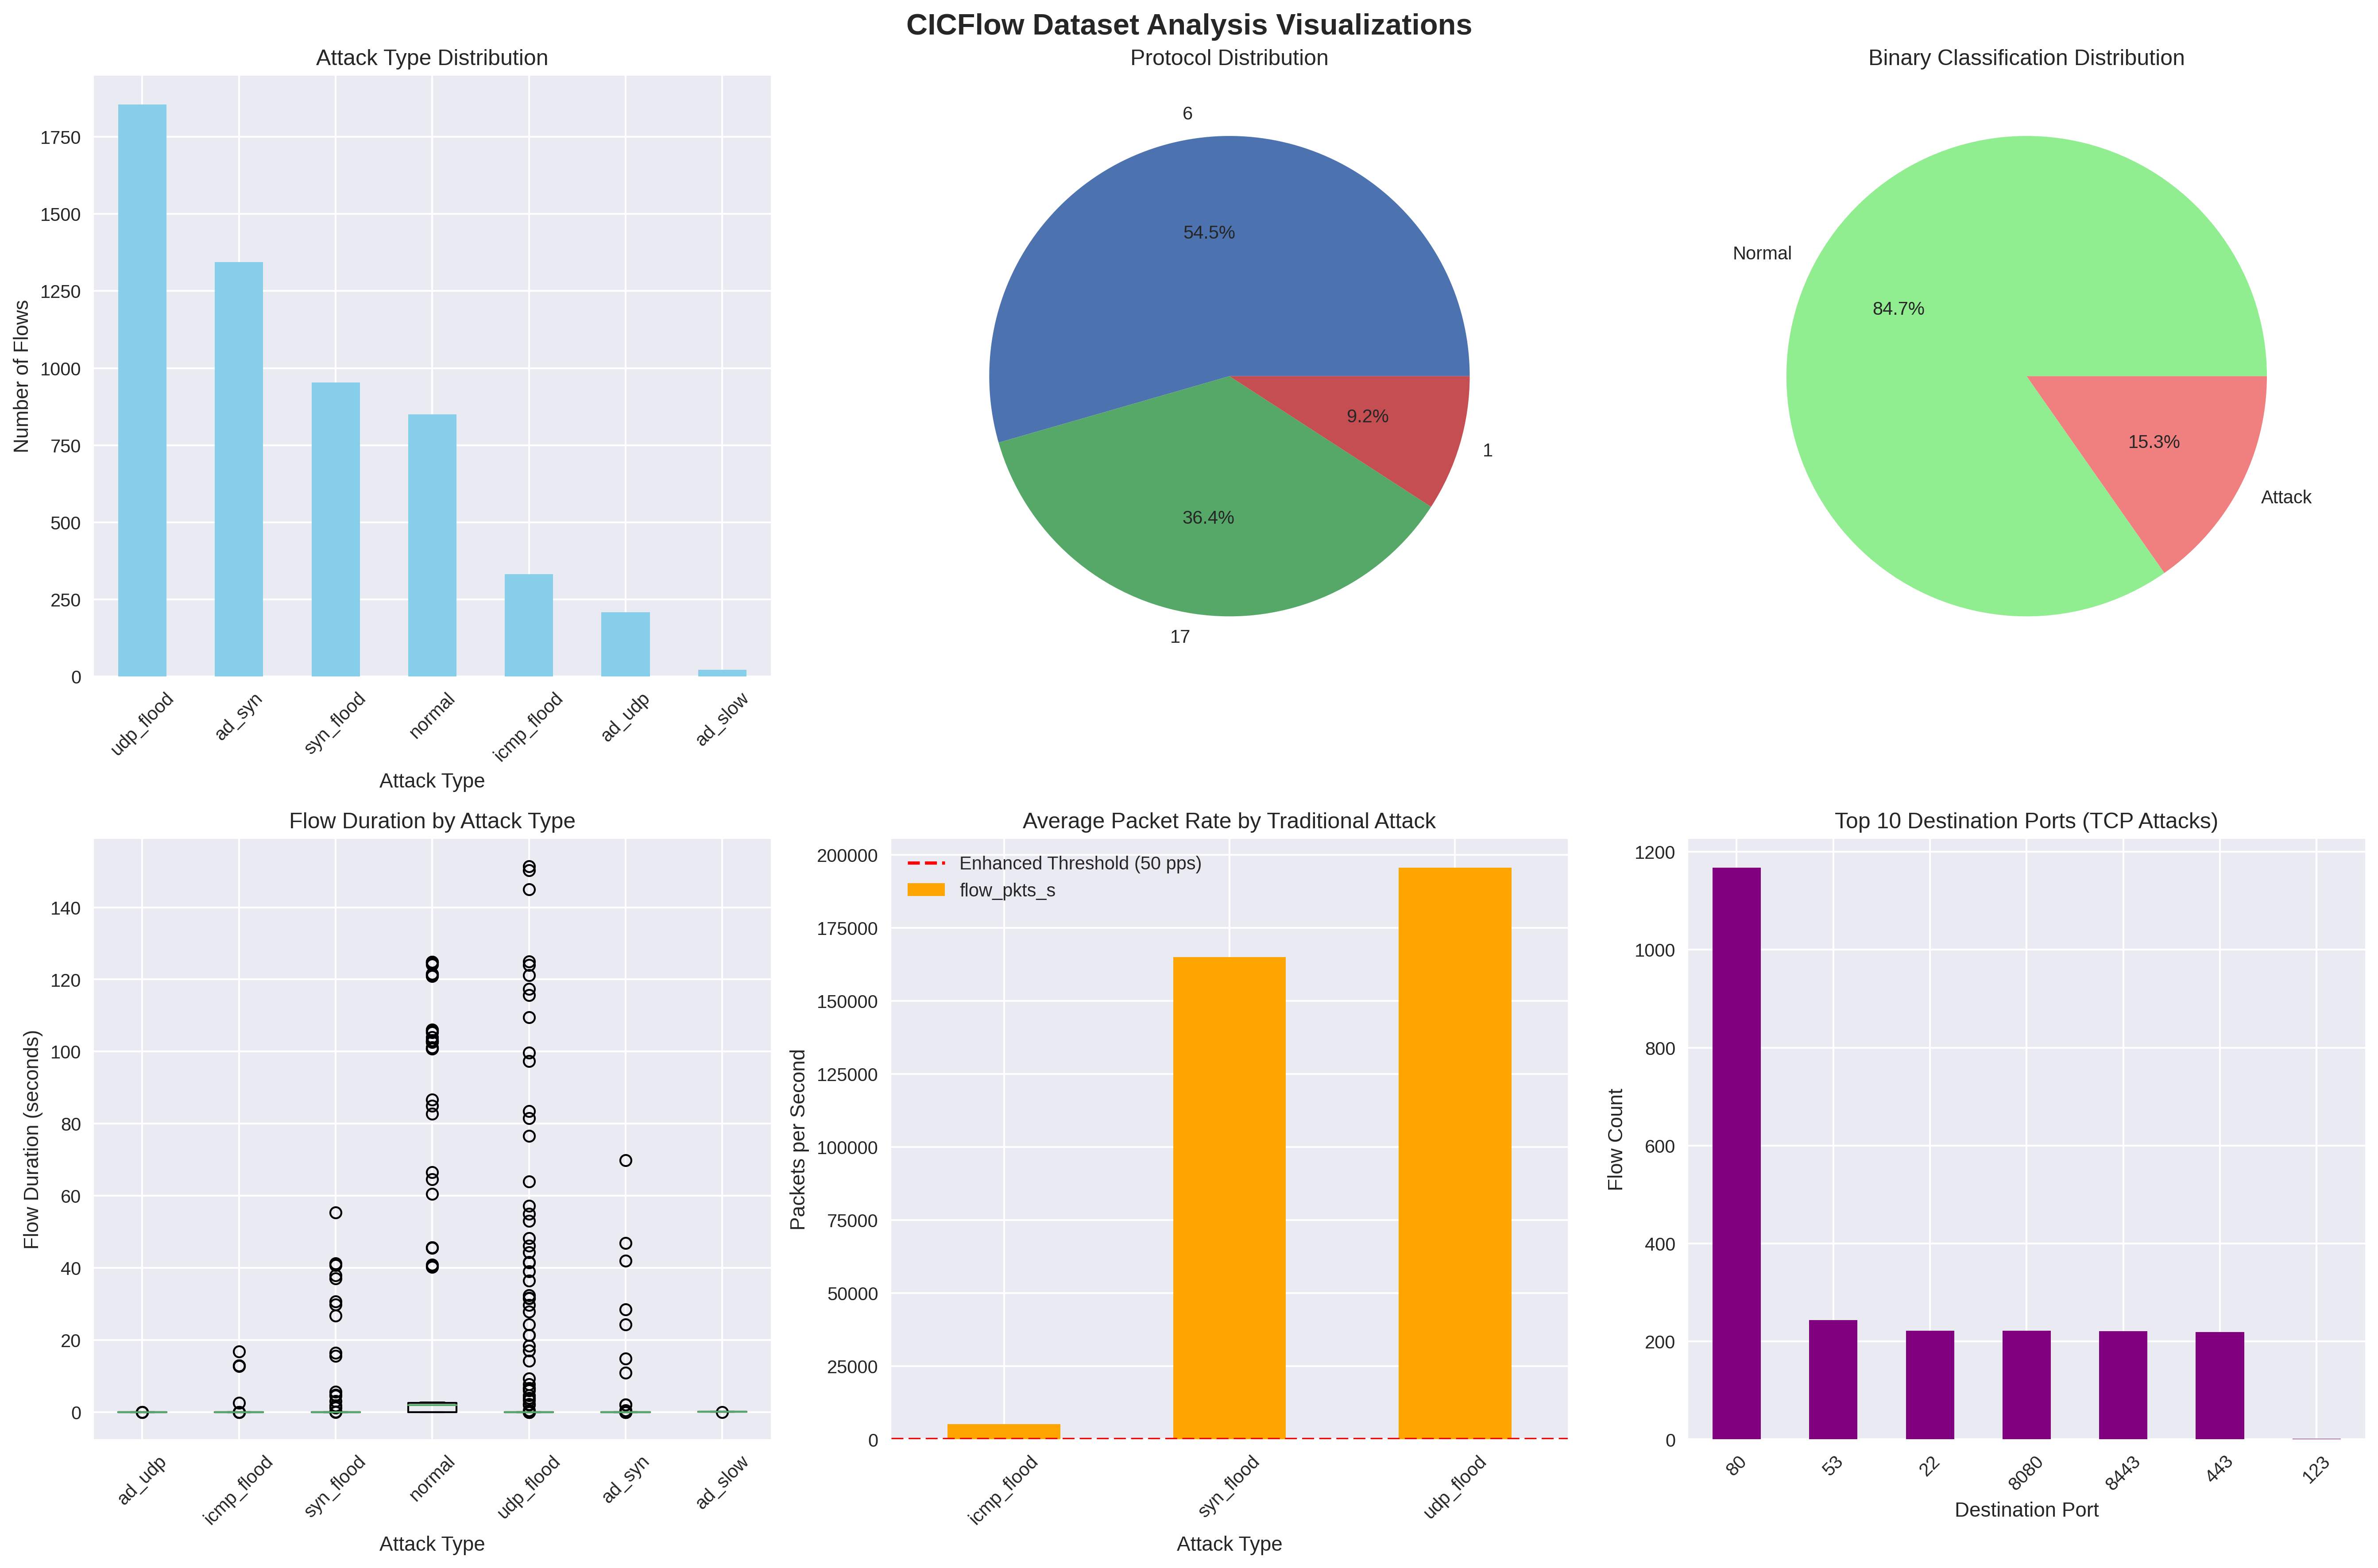 CICFlow Dataset Analysis Visualizations
Attack Type Distribution
Number of Flows
1750
1500
1250
1000
750
500
250
0
udp_flood
ad_syn
syn_flood
normal
icmp_flood
ad_udp
ad_slow
Attack Type
Protocol Distribution
6
54.5%
9.2%
1
36.4%
17
Binary Classification Distribution
Normal
84.7%
15.3%
Attack
Flow Duration by Attack Type
Flow Duration (seconds)
140
120
100
80
60
40
20
0
ad_udp
icmp_flood
syn_flood
normal
udp_flood
ad_syn
ad_slow
Attack Type
Average Packet Rate by Traditional Attack
Enhanced Threshold (50 pps)
flow_pkts_s
Packets per Second
200000
175000
150000
125000
100000
75000
50000
25000
0
icmp_flood
syn_flood
udp_flood
Attack Type
Top 10 Destination Ports (TCP Attacks)
Flow Count
1200
1000
800
600
400
200
0
80
53
22
8080
8443
443
123
Destination Port